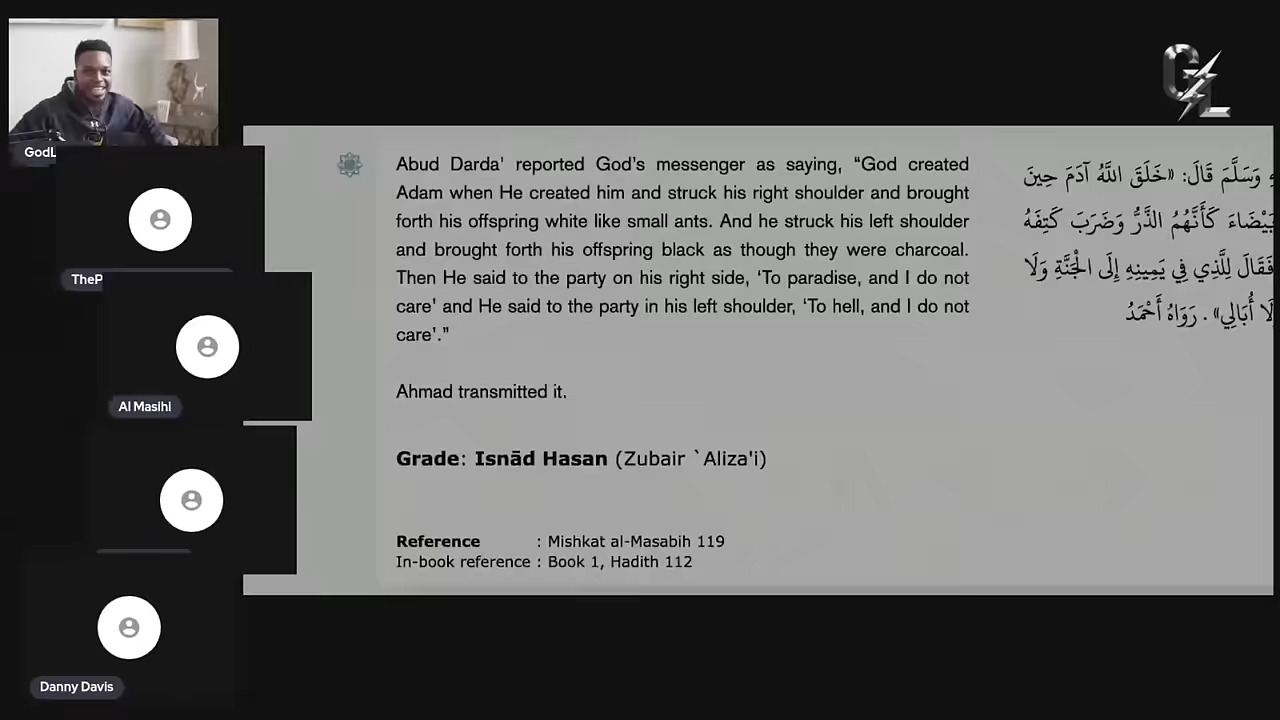 GL
GodL
TheP
Al Masihi
Danny Davis
Abud Darda' reported God's messenger as saying, “God created
Adam when He created him and struck his right shoulder and brought
forth his offspring white like small ants. And he struck his left shoulder
and brought forth his offspring black as though they were charcoal.
Then He said to the party on his right side, ‘To paradise, and I do not
care’ and He said to the party in his left shoulder, ‘To hell, and I do not
care’.”
Ahmad transmitted it.
Grade: Isnād Hasan (Zubair `Aliza'i)
Reference : Mishkat al-Masabih 119
In-book reference : Book 1, Hadith 112
وَسَلَّمَ قَالَ: «خَلَقَ اللَّهُ آدَمَ حِينَ
بَيْضَاءَ كَأَنَّهُمُ الذَّرُّ وَضَرَبَ كَتِفَهُ
فَقَالَ لِلَّذِي فِي يَمِينِهِ إِلَى الْجَنَّةِ وَلَا
لَا أُبَالِي» . رَوَاهُ أَحْمَدُ